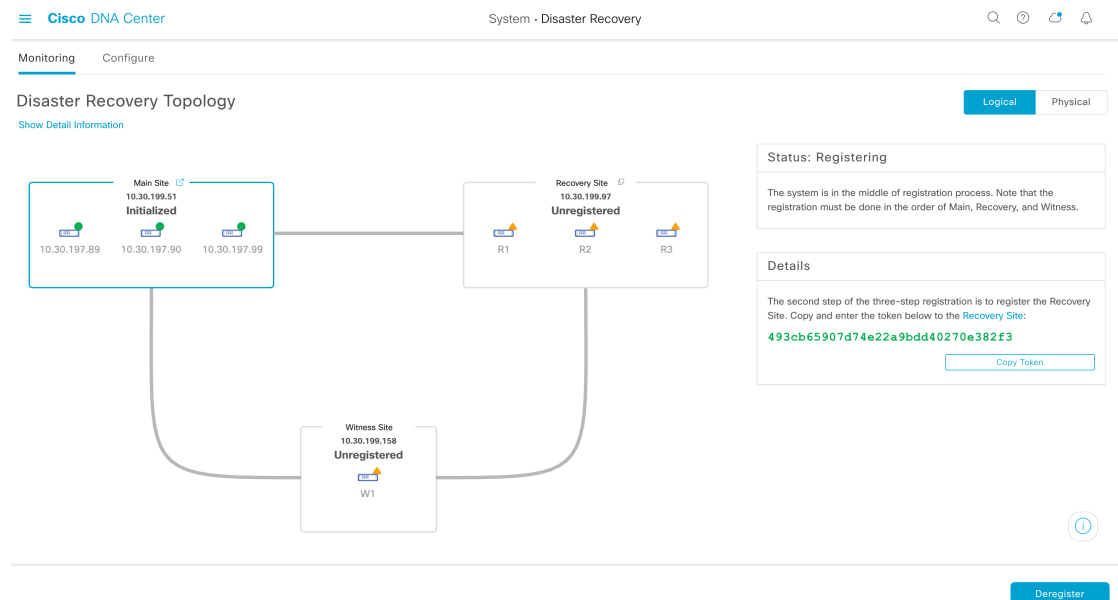 Cisco DNA Center
System · Disaster Recovery
Monitoring
Configure
Disaster Recovery Topology
Show Detail Information
Logical
Physical
Main Site
10.30.199.51
Initialized
10.30.197.89
10.30.197.90
10.30.197.99
Recovery Site
10.30.199.97
Unregistered
R1
R2
R3
Witness Site
10.30.199.158
Unregistered
W1
Status: Registering
The system is in the middle of registration process. Note that the
registration must be done in the order of Main, Recovery, and Witness.
Details
The second step of the three-step registration is to register the Recovery
Site. Copy and enter the token below to the Recovery Site:
493cb65907d74e22a9bdd40270e382f3
Copy Token
Deregister